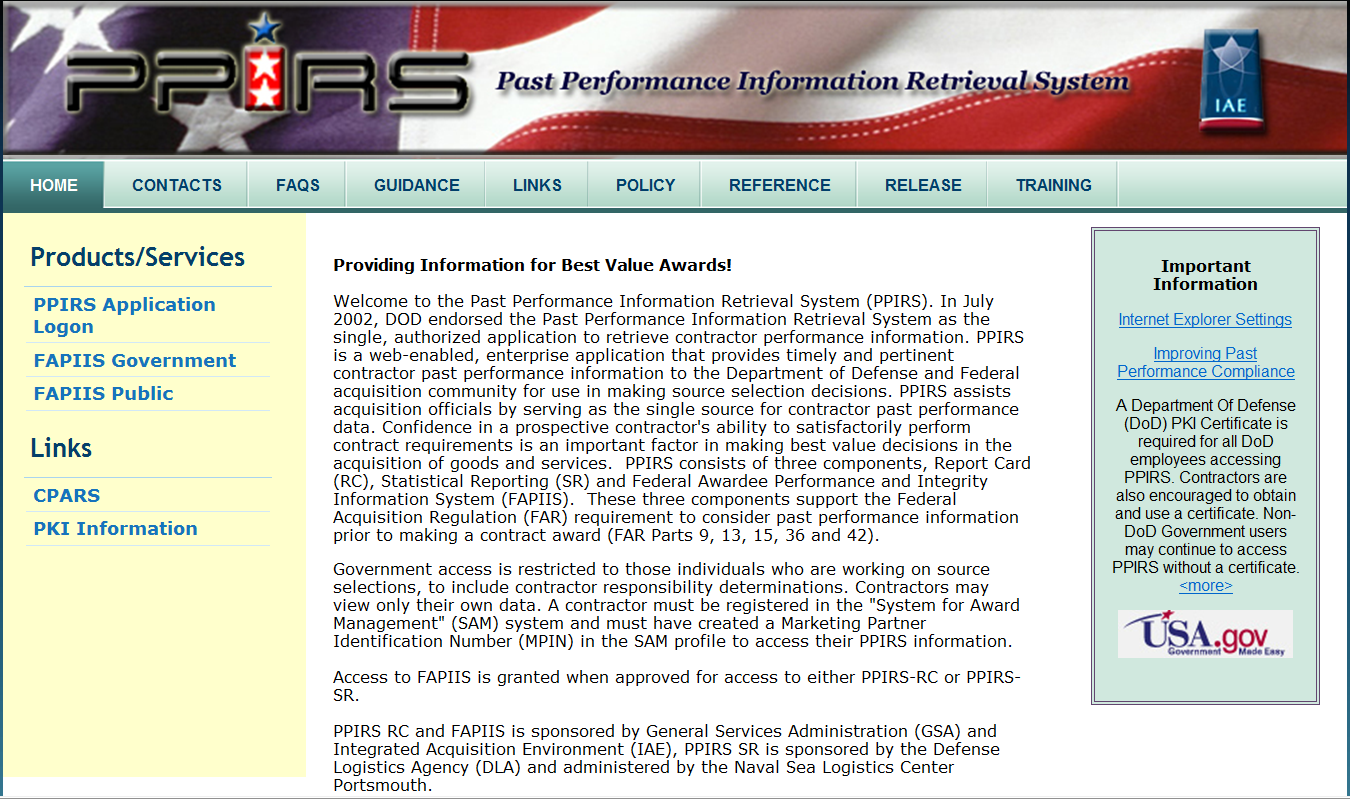 PPIRS
Past Performance Information Retrieval System
IAE
HOME
CONTACTS
FAQS
GUIDANCE
LINKS
POLICY
REFERENCE
RELEASE
TRAINING
Products/Services
PPIRS Application
Logon
FAPIIS Government
FAPIIS Public
Links
CPARS
PKI Information
Providing Information for Best Value Awards!
Welcome to the Past Performance Information Retrieval System (PPIRS). In July
2002, DOD endorsed the Past Performance Information Retrieval System as the
single, authorized application to retrieve contractor performance information. PPIRS
is a web-enabled, enterprise application that provides timely and pertinent
contractor past performance information to the Department of Defense and Federal
acquisition community for use in making source selection decisions. PPIRS assists
acquisition officials by serving as the single source for contractor past performance
data. Confidence in a prospective contractor's ability to satisfactorily perform
contract requirements is an important factor in making best value decisions in the
acquisition of goods and services.  PPIRS consists of three components, Report Card
(RC), Statistical Reporting (SR) and Federal Awardee Performance and Integrity
Information System (FAPIIS).  These three components support the Federal
Acquisition Regulation (FAR) requirement to consider past performance information
prior to making a contract award (FAR Parts 9, 13, 15, 36 and 42).
Government access is restricted to those individuals who are working on source
selections, to include contractor responsibility determinations. Contractors may
view only their own data. A contractor must be registered in the "System for Award
Management" (SAM) system and must have created a Marketing Partner
Identification Number (MPIN) in the SAM profile to access their PPIRS information.
Access to FAPIIS is granted when approved for access to either PPIRS-RC or PPIRS-
SR.
PPIRS RC and FAPIIS is sponsored by General Services Administration (GSA) and
Integrated Acquisition Environment (IAE), PPIRS SR is sponsored by the Defense
Logistics Agency (DLA) and administered by the Naval Sea Logistics Center
Portsmouth.
Important
Information
Internet Explorer Settings
Improving Past
Performance Compliance
A Department Of Defense
(DoD) PKI Certificate is
required for all DoD
employees accessing
PPIRS. Contractors are
also encouraged to obtain
and use a certificate. Non-
DoD Government users
may continue to access
PPIRS without a certificate.
<more>
USA.gov
Government Made Easy